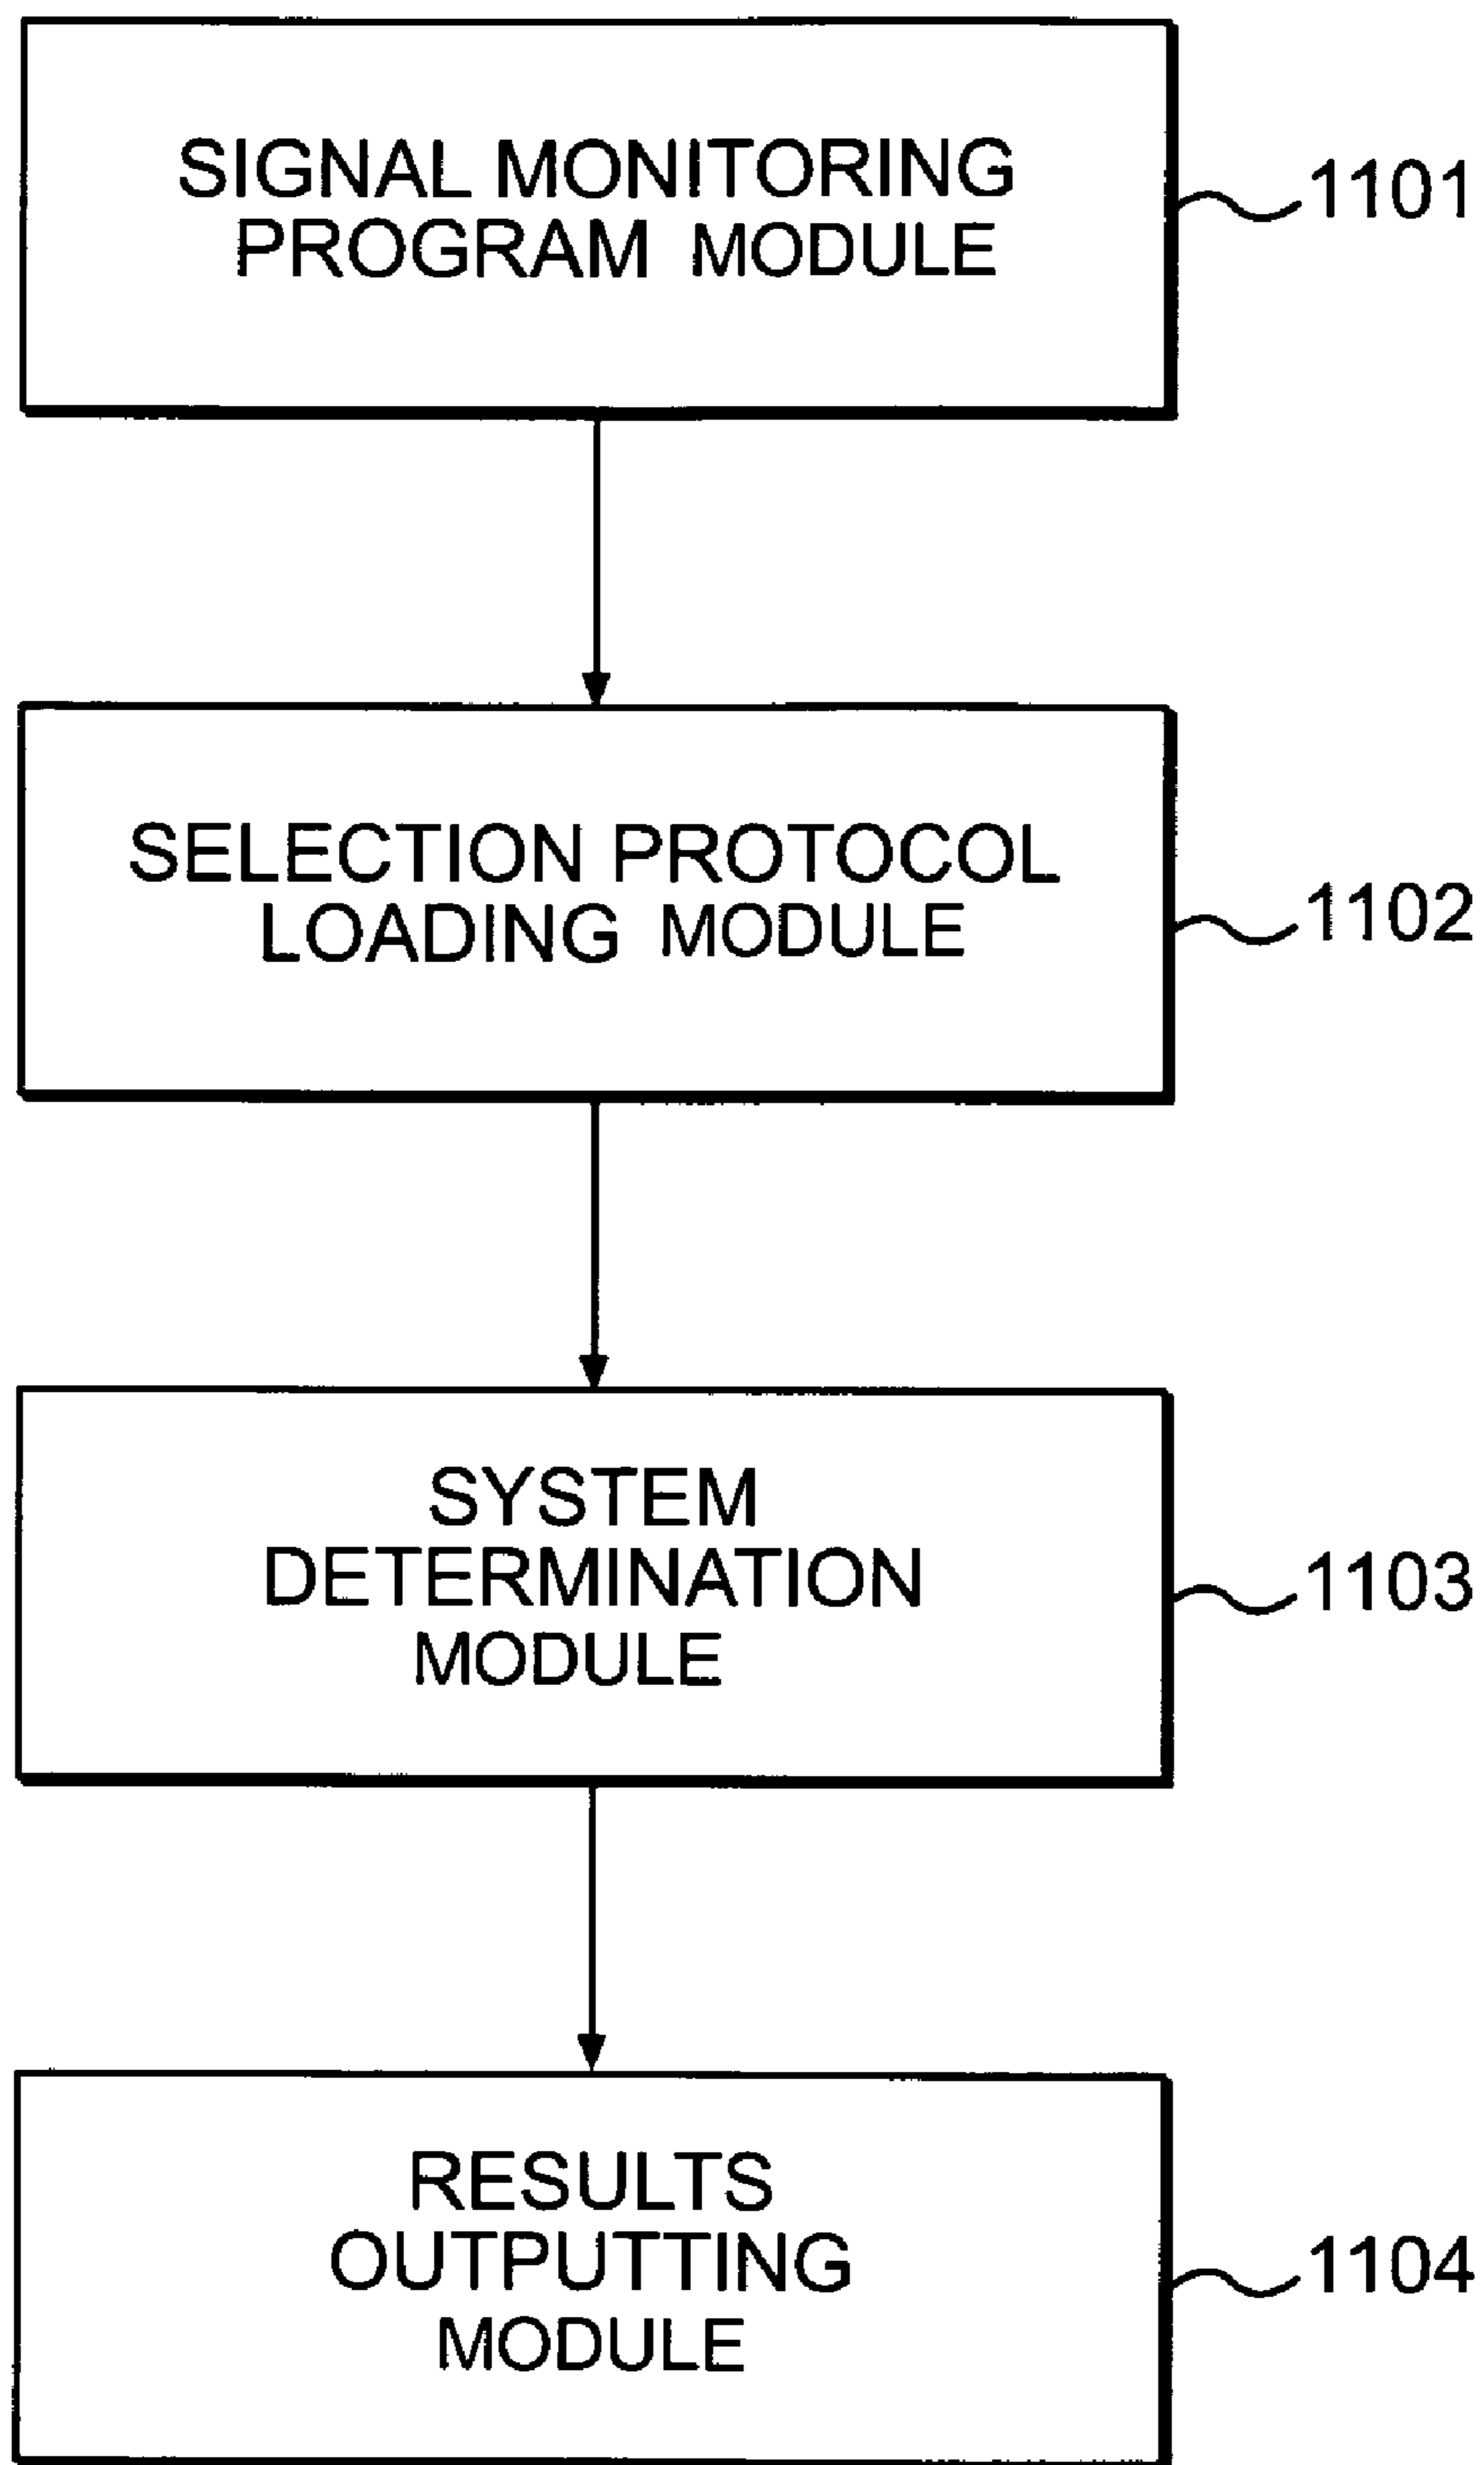 SIGNAL MONITORING
PROGRAM MODULE
1101
SELECTION PROTOCOL
LOADING MODULE
1102
SYSTEM
DETERMINATION
MODULE
1103
RESULTS
OUTPUTTING
MODULE
1104